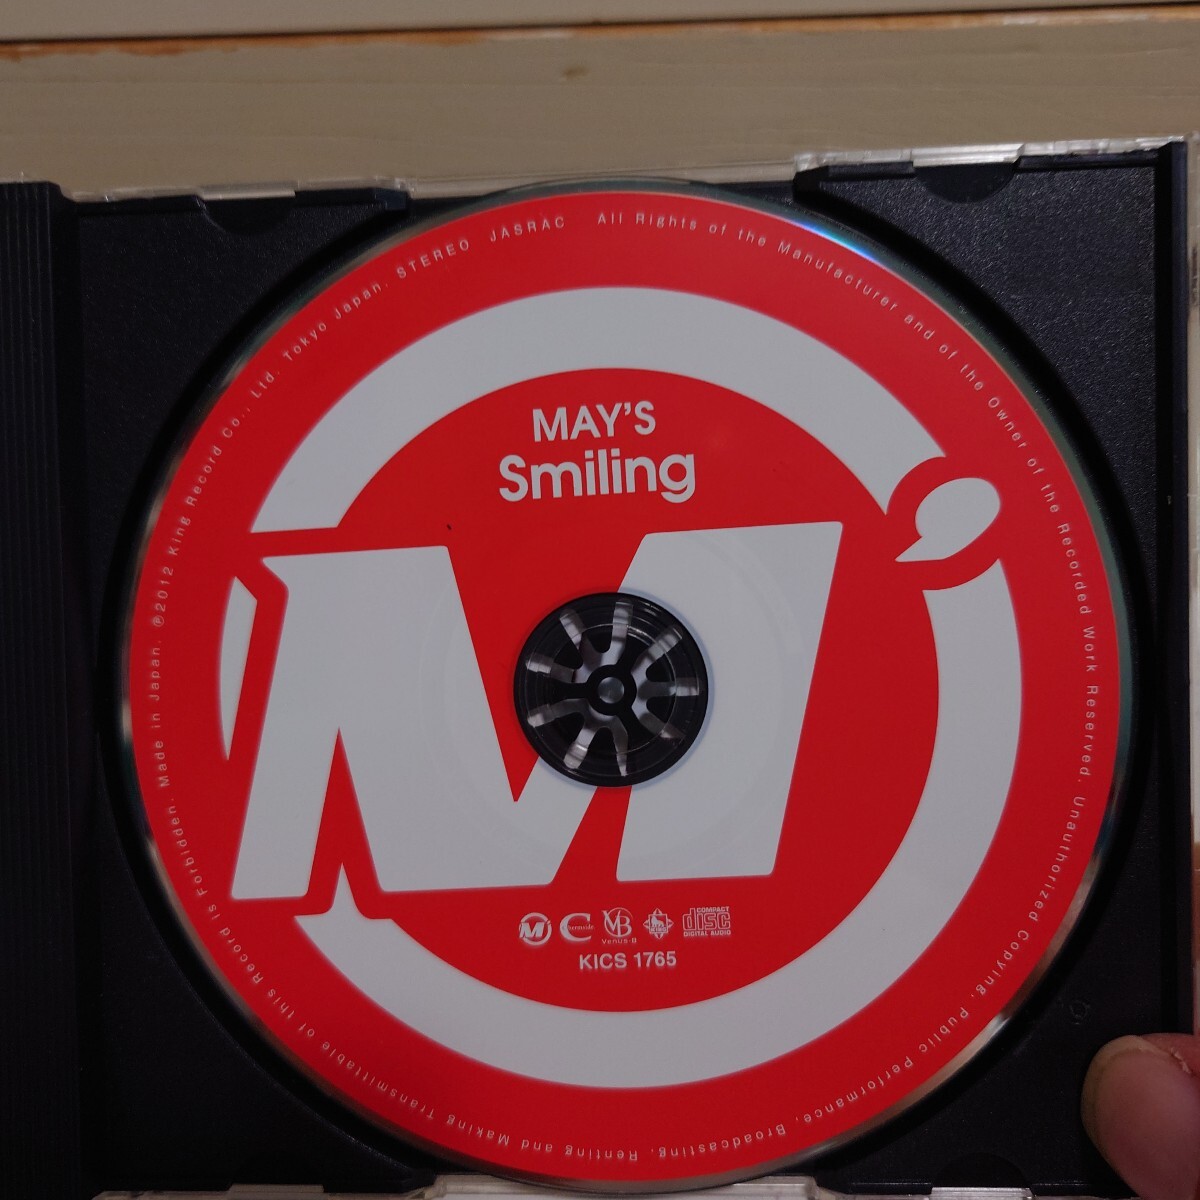 MAY'S
Smiling
M'
M' C VB Venus-B KING COMPACT disc DIGITAL AUDIO
KICS 1765
All Rights of the Manufacturer and of the Owner of the Recorded Work Reserved. Unauthorized Copying, Public Performance, Broadcasting, Renting and Making Transmittable of this Record is Forbidden. Made in Japan. ℗2012 King Record Co., Ltd. Tokyo Japan. STEREO JASRAC